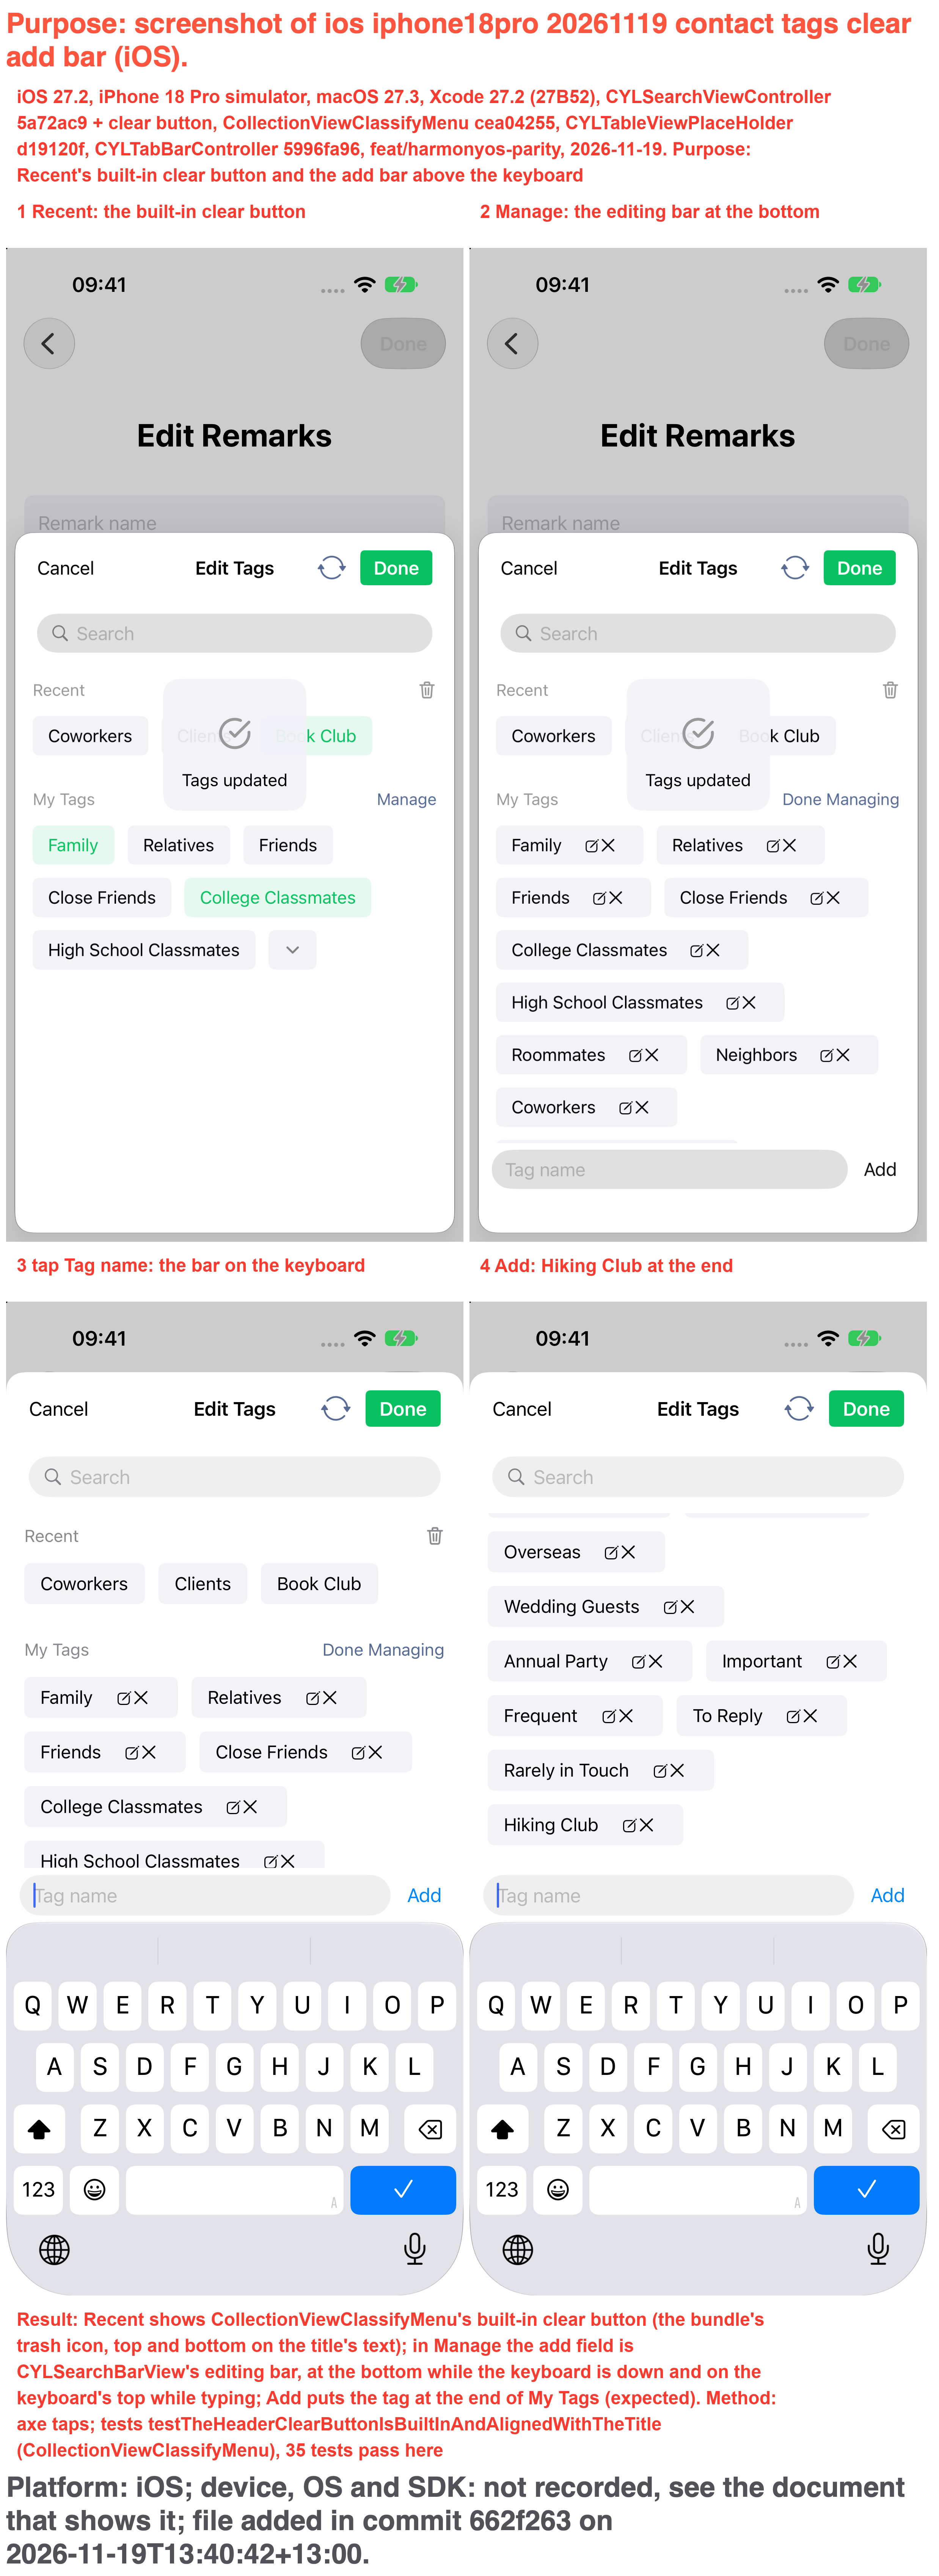 Purpose: screenshot of ios iphone18pro 20261119 contact tags clear
add bar (iOS).
iOS 27.2, iPhone 18 Pro simulator, macOS 27.3, Xcode 27.2 (27B52), CYLSearchViewController
5a72ac9 + clear button, CollectionViewClassifyMenu cea04255, CYLTableViewPlaceHolder
d19120f, CYLTabBarController 5996fa96, feat/harmonyos-parity, 2026-11-19. Purpose:
Recent's built-in clear button and the add bar above the keyboard
1 Recent: the built-in clear button
09:41
Done
Edit Remarks
Remark name
Cancel Edit Tags Done
Search
Recent
Coworkers Clients Book Club
Tags updated
My Tags Manage
Family Relatives Friends
Close Friends College Classmates
High School Classmates
2 Manage: the editing bar at the bottom
09:41
Done
Edit Remarks
Remark name
Cancel Edit Tags Done
Search
Recent
Coworkers Clients Book Club
Tags updated
My Tags Done Managing
Family Relatives
Friends Close Friends
College Classmates
High School Classmates
Roommates Neighbors
Coworkers
Tag name Add
3 tap Tag name: the bar on the keyboard
09:41
Cancel Edit Tags Done
Search
Recent
Coworkers Clients Book Club
My Tags Done Managing
Family Relatives
Friends Close Friends
College Classmates
High School Classmates
Tag name Add
Q W E R T Y U I O P
A S D F G H J K L
Z X C V B N M
123 A
4 Add: Hiking Club at the end
09:41
Cancel Edit Tags Done
Search
Overseas
Wedding Guests
Annual Party Important
Frequent To Reply
Rarely in Touch
Hiking Club
Tag name Add
Q W E R T Y U I O P
A S D F G H J K L
Z X C V B N M
123 A
Result: Recent shows CollectionViewClassifyMenu's built-in clear button (the bundle's
trash icon, top and bottom on the title's text); in Manage the add field is
CYLSearchBarView's editing bar, at the bottom while the keyboard is down and on the
keyboard's top while typing; Add puts the tag at the end of My Tags (expected). Method:
axe taps; tests testTheHeaderClearButtonIsBuiltInAndAlignedWithTheTitle
(CollectionViewClassifyMenu), 35 tests pass here
Platform: iOS; device, OS and SDK: not recorded, see the document
that shows it; file added in commit 662f263 on
2026-11-19T13:40:42+13:00.